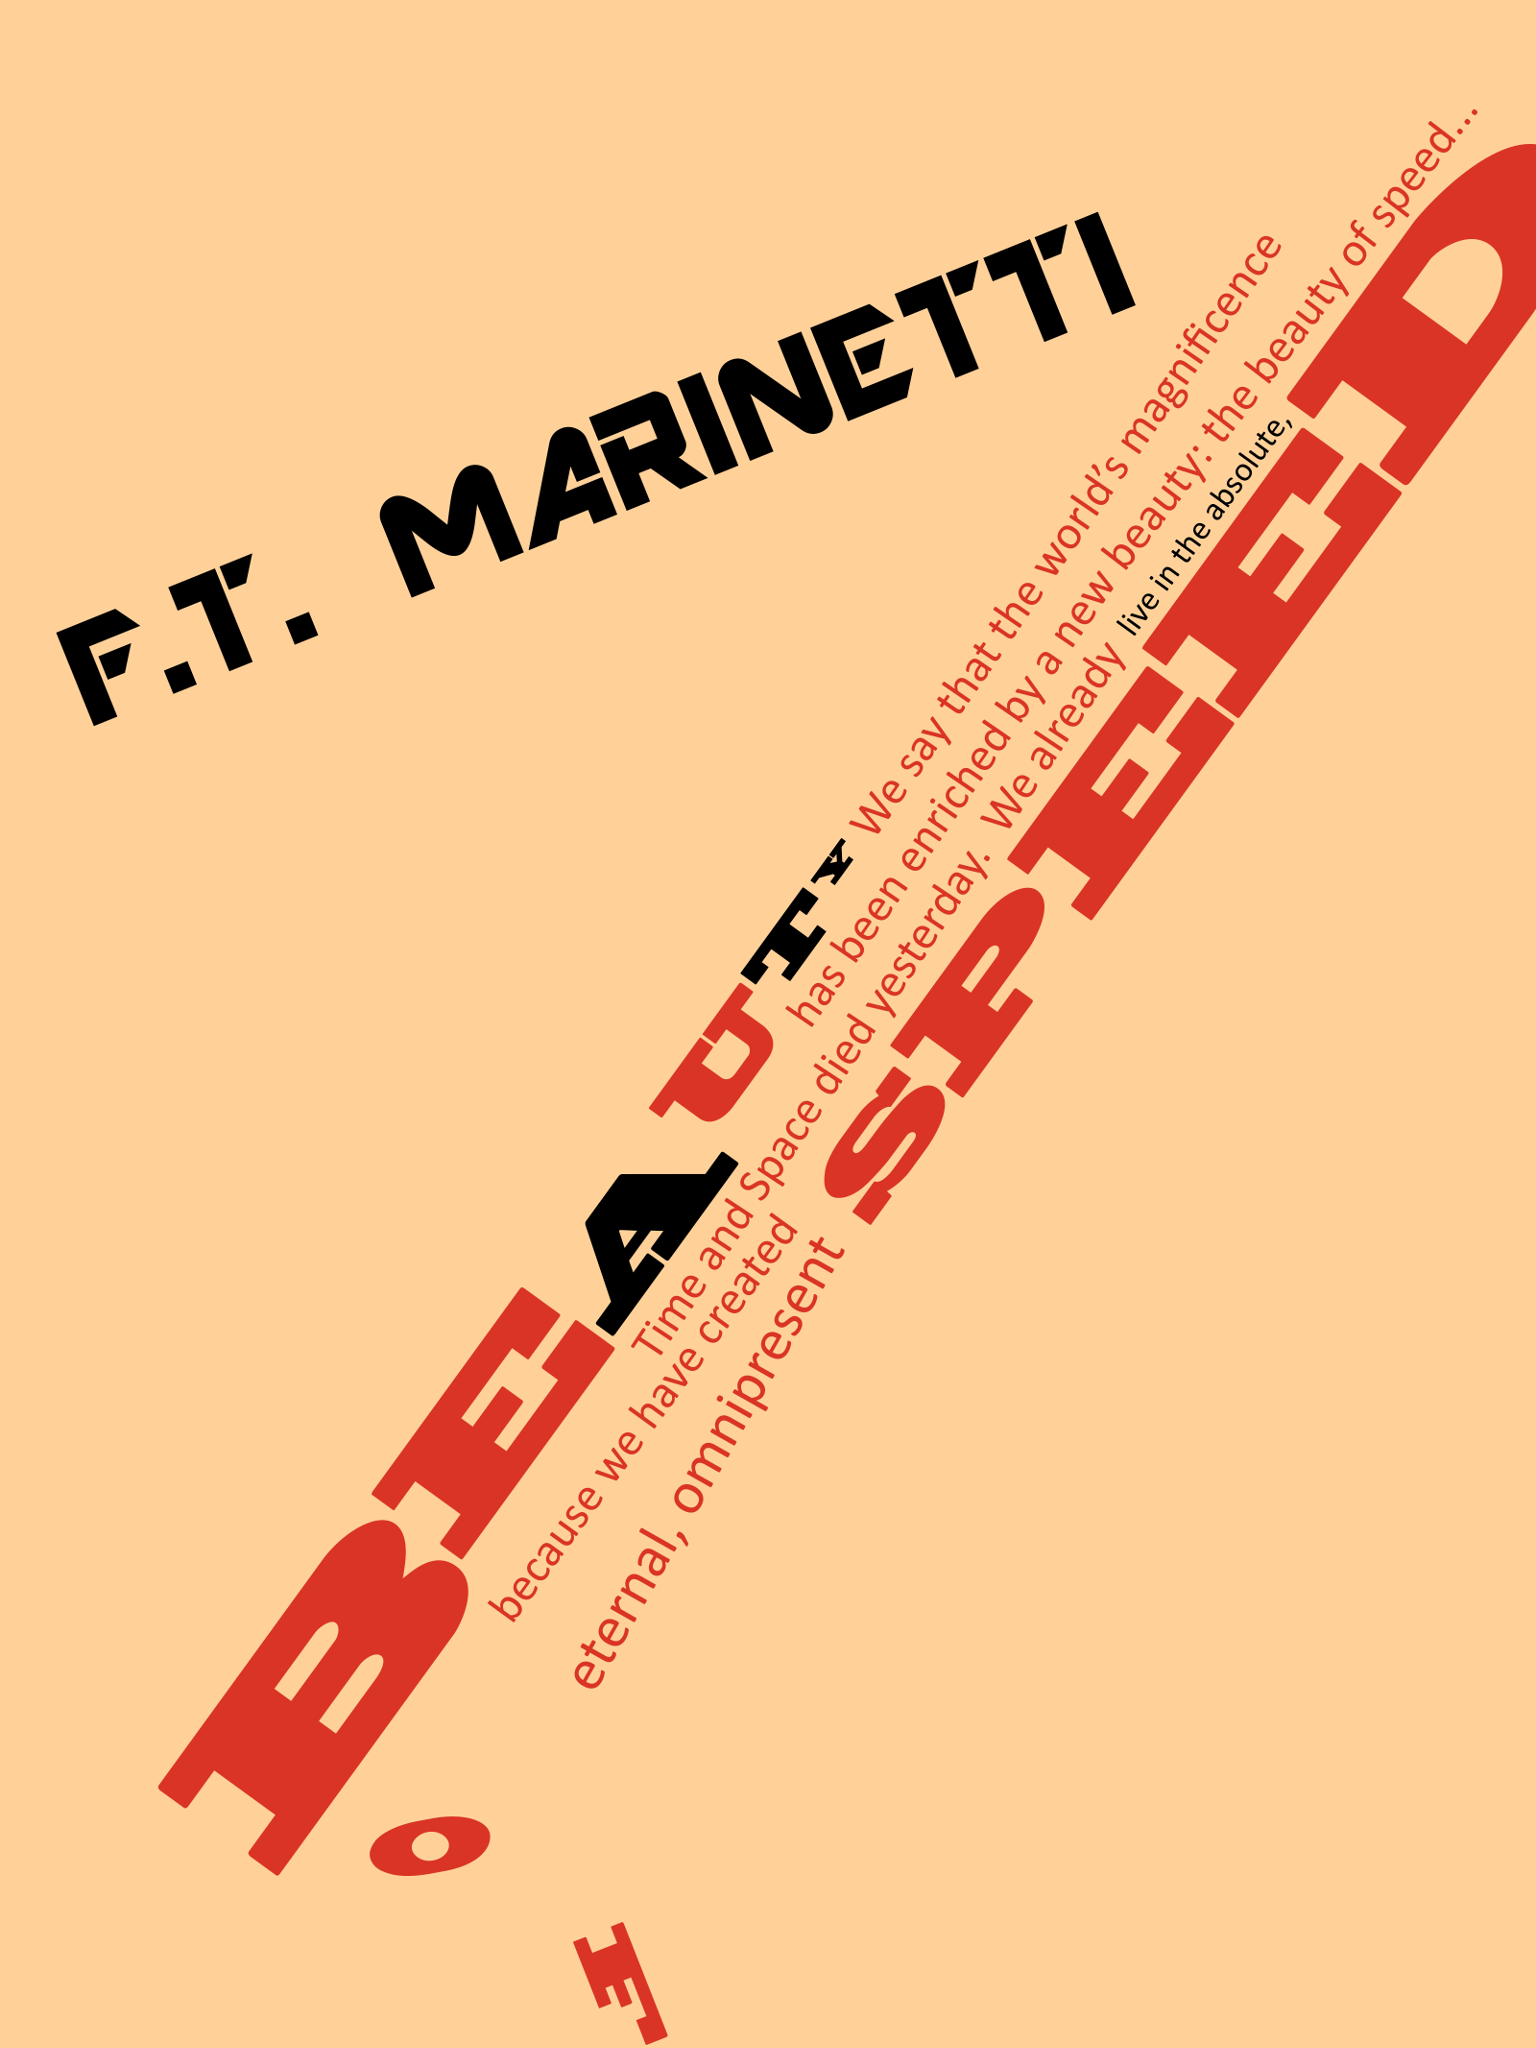 F.T. MARINETTI
BEAUTY
We say that the world’s magnificence
has been enriched by a new beauty: the beauty of speed...
Time and Space died yesterday. We already live in the absolute,
because we have created
eternal, omnipresent
SPEED
OF